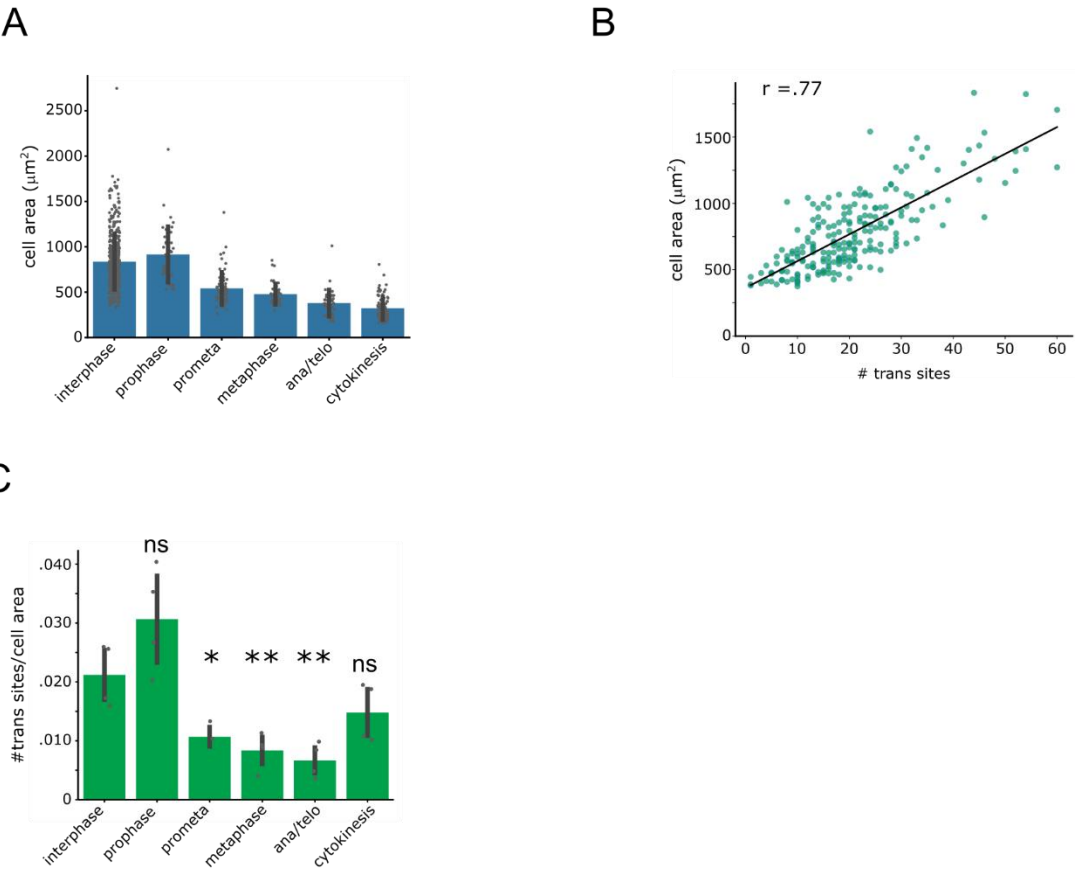 A
cell area (μm²)
2500
2000
1500
1000
500
0
interphase
prophase
prometa
metaphase
ana/telo
cytokinesis
B
r =.77
cell area (μm²)
1500
1000
500
0
0 10 20 30 40 50 60
# trans sites
C
#trans sites/cell area
.040
.030
.020
.010
0
ns
* ** ** ns
interphase
prophase
prometa
metaphase
ana/telo
cytokinesis